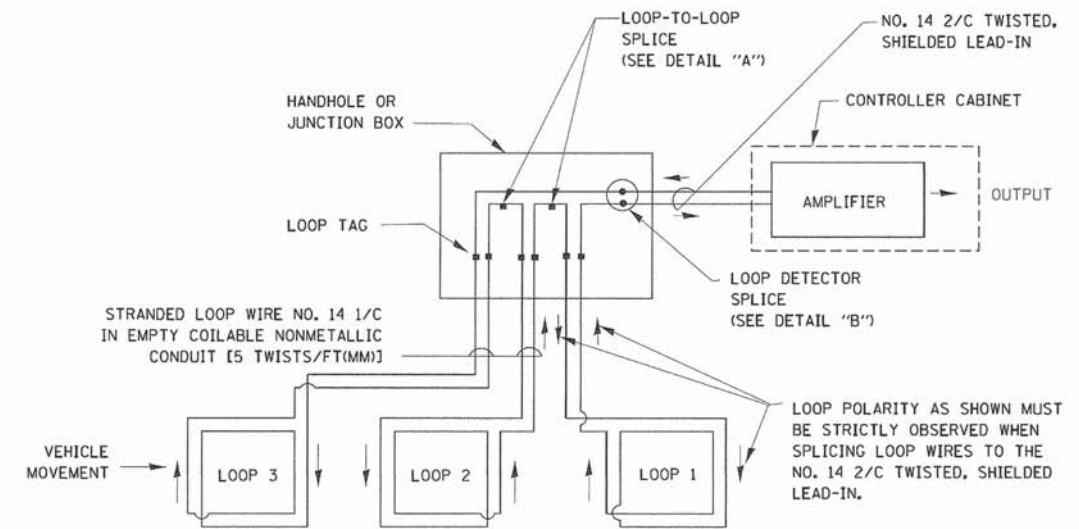 LOOP-TO-LOOP
SPLICE
(SEE DETAIL "A")
NO. 14 2/C TWISTED,
SHIELDED LEAD-IN
HANDHOLE OR
JUNCTION BOX
CONTROLLER CABINET
AMPLIFIER
OUTPUT
LOOP TAG
LOOP DETECTOR
SPLICE
(SEE DETAIL "B")
STRANDED LOOP WIRE NO. 14 1/C
IN EMPTY COILABLE NONMETALLIC
CONDUIT [5 TWISTS/FT(MM)]
LOOP POLARITY AS SHOWN MUST
BE STRICTLY OBSERVED WHEN
SPLICING LOOP WIRES TO THE
NO. 14 2/C TWISTED, SHIELDED
LEAD-IN.
VEHICLE
MOVEMENT
LOOP 3
LOOP 2
LOOP 1